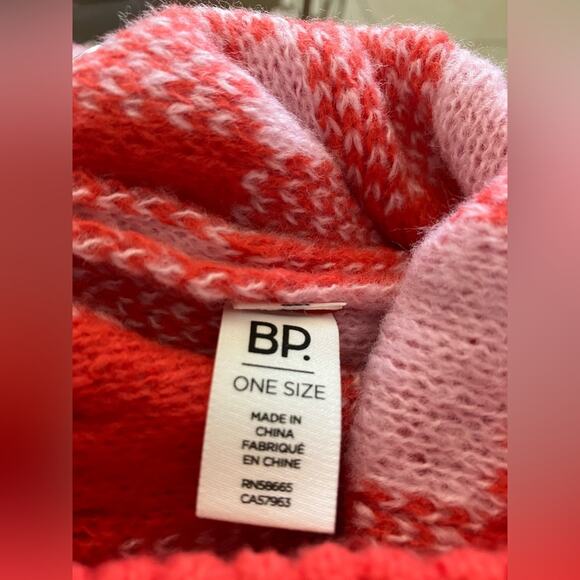 BP.
ONE SIZE
MADE IN
CHINA
FABRIQUÉ
EN CHINE
RN58665
CA57963